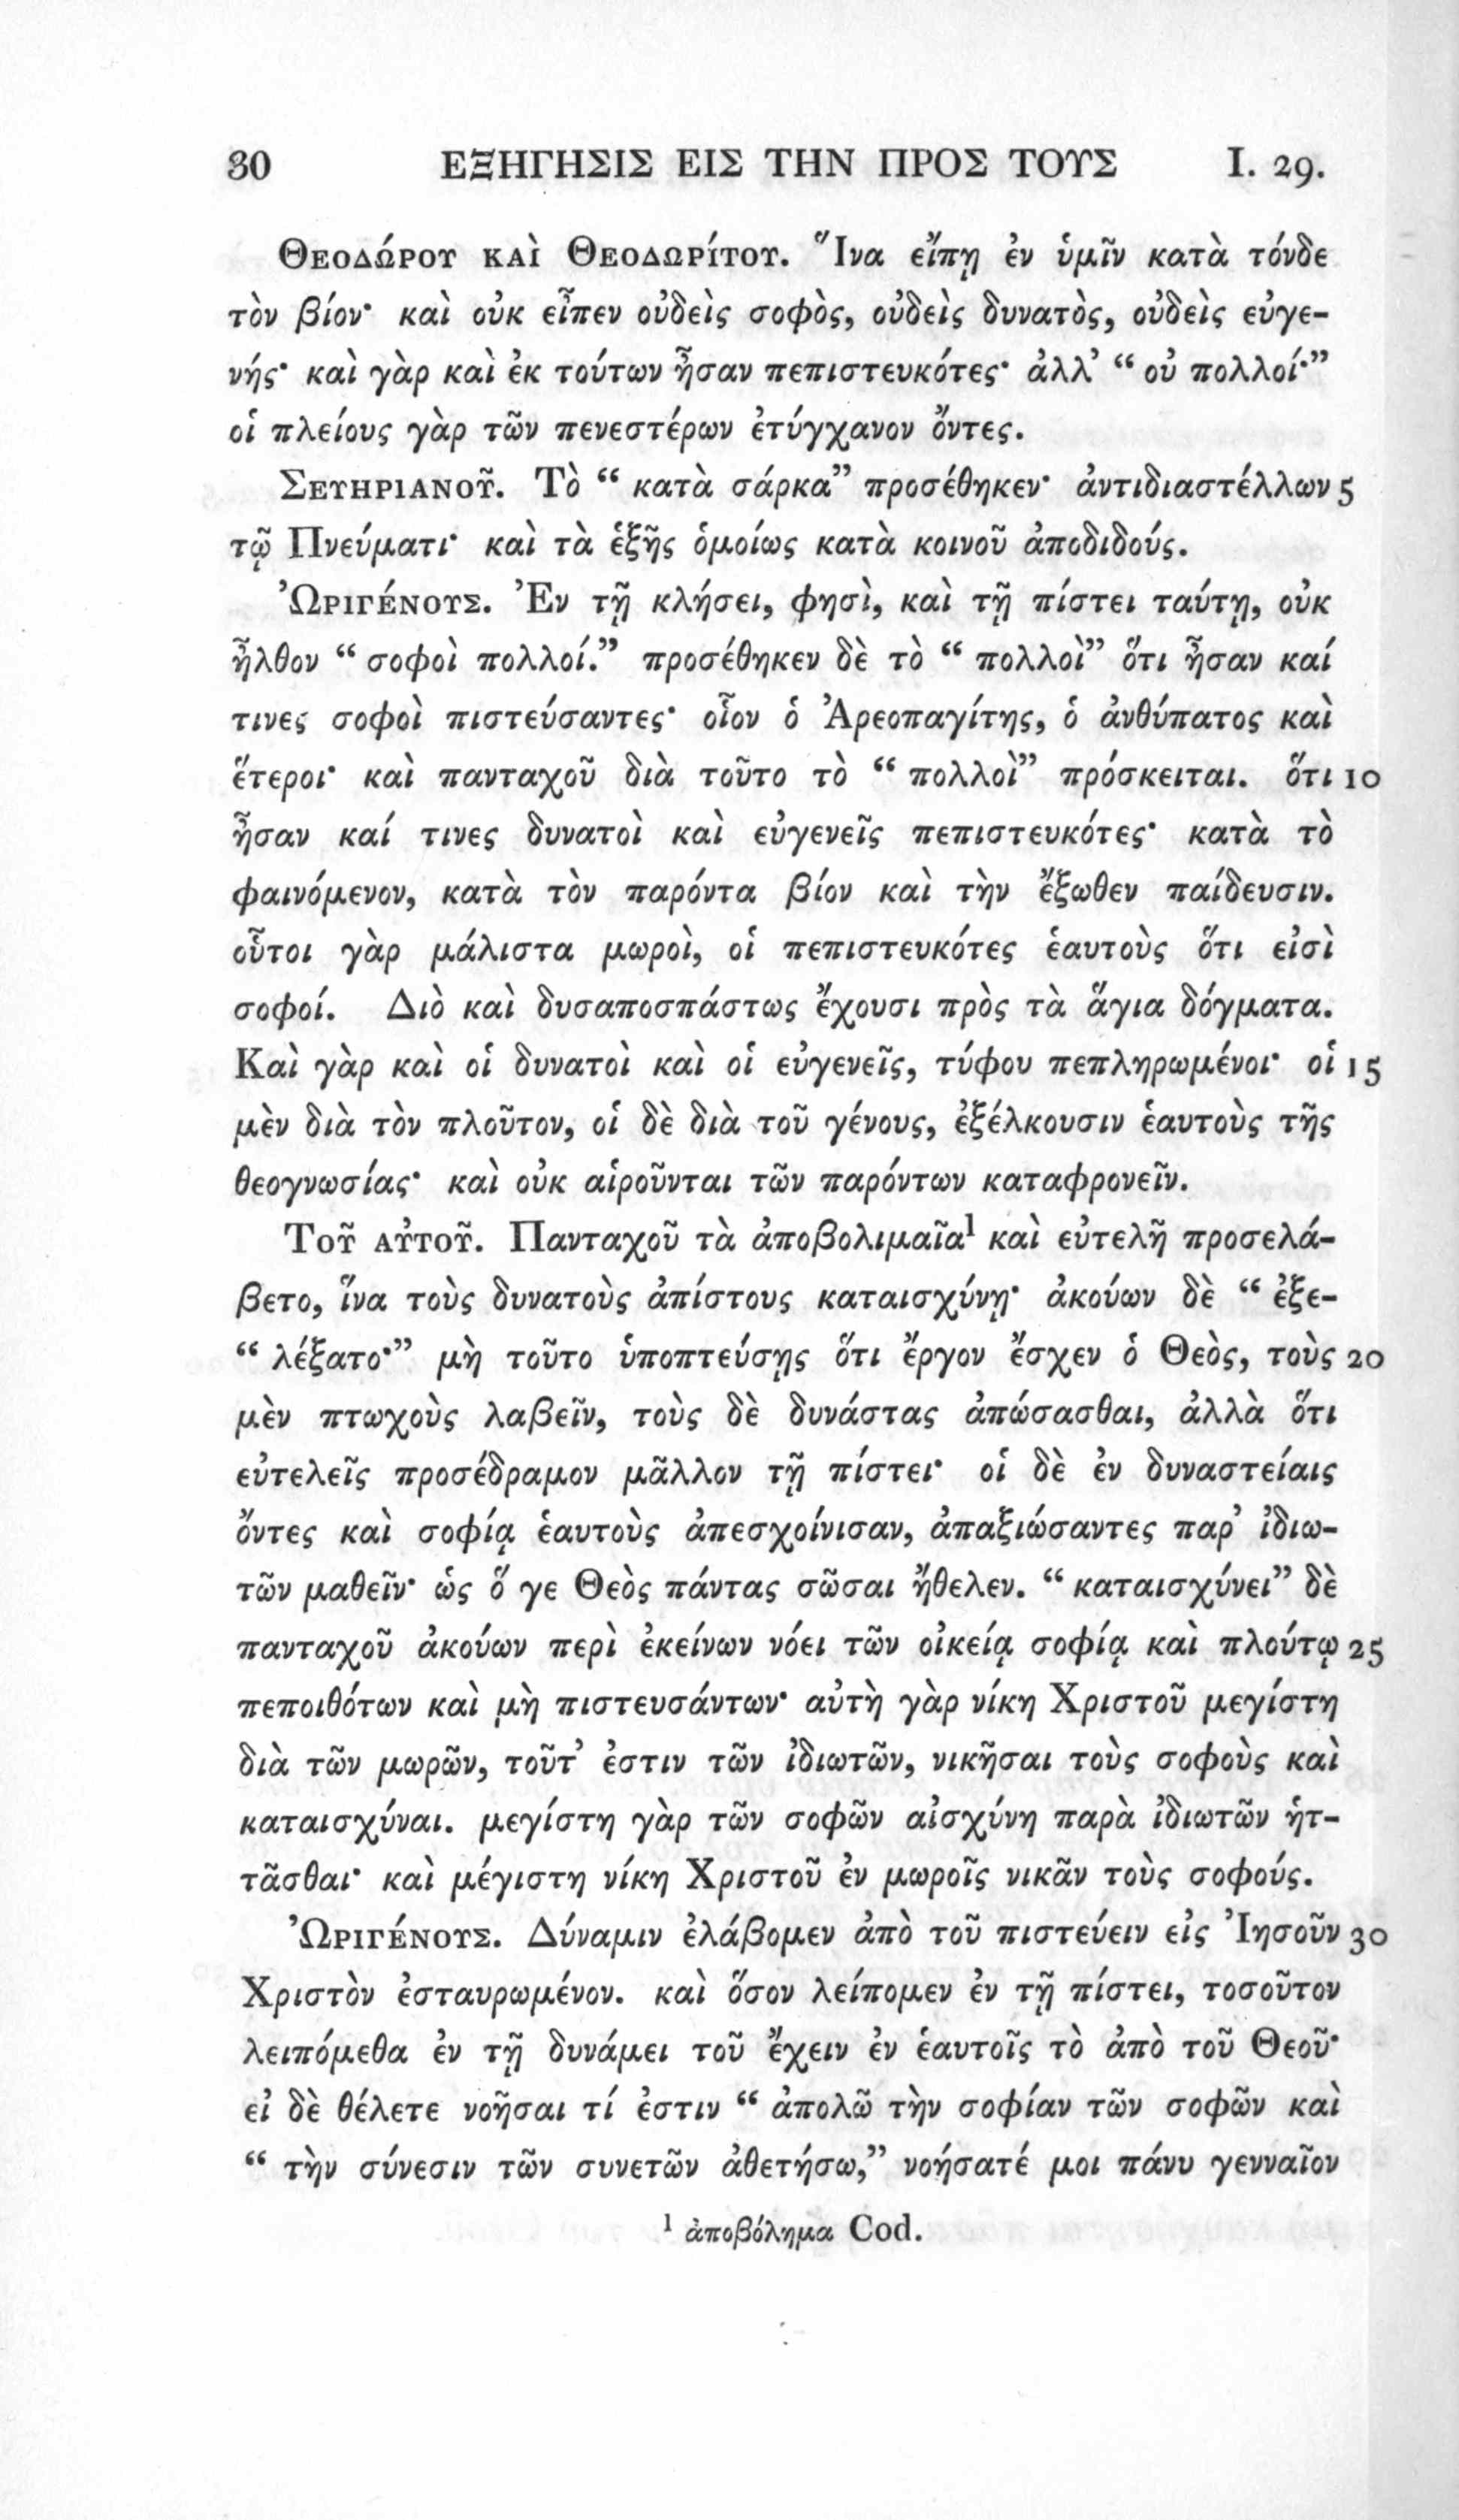 30 ΕΞΗΓΗΣΙΣ ΕΙΣ ΤΗΝ ΠΡΟΣ ΤΟΥΣ I. 29.
Θεοδώρου καὶ Θεοδωρίτου. Ἵνα εἴπῃ ἐν ὑμῖν κατὰ τόνδε
τὸν βίον· καὶ οὐκ εἶπεν οὐδεὶς σοφὸς, οὐδεὶς δυνατὸς, οὐδεὶς εὐγε-
νής· καὶ γὰρ καὶ ἐκ τούτων ἦσαν πεπιστευκότες· ἀλλ’ “ οὐ πολλοί·”
οἱ πλείους γὰρ τῶν πενεστέρων ἐτύγχανον ὄντες.
Σευηριανοῦ. Τὸ “ κατὰ σάρκα” προσέθηκεν· ἀντιδιαστέλλων 5
τῷ Πνεύματι· καὶ τὰ ἑξῆς ὁμοίως κατὰ κοινοῦ ἀποδιδούς.
Ὠριγένους. Ἐν τῇ κλήσει, φησὶ, καὶ τῇ πίστει ταύτῃ, οὐκ
ἦλθον “ σοφοὶ πολλοί.” προσέθηκεν δὲ τὸ “ πολλοὶ” ὅτι ἦσαν καί
τινες σοφοὶ πιστεύσαντες· οἷον ὁ Ἀρεοπαγίτης, ὁ ἀνθύπατος καὶ
ἕτεροι· καὶ πανταχοῦ διὰ τοῦτο τὸ “ πολλοὶ” πρόσκειται. ὅτι 10
ἦσαν καί τινες δυνατοὶ καὶ εὐγενεῖς πεπιστευκότες· κατὰ τὸ
φαινόμενον, κατὰ τὸν παρόντα βίον καὶ τὴν ἔξωθεν παίδευσιν.
οὗτοι γὰρ μάλιστα μωροὶ, οἱ πεπιστευκότες ἑαυτοὺς ὅτι εἰσὶ
σοφοί. Διὸ καὶ δυσαποσπάστως ἔχουσι πρὸς τὰ ἅγια δόγματα.
Καὶ γὰρ καὶ οἱ δυνατοὶ καὶ οἱ εὐγενεῖς, τύφου πεπληρωμένοι· οἱ 15
μὲν διὰ τὸν πλοῦτον, οἱ δὲ διὰ τοῦ γένους, ἐξέλκουσιν ἑαυτοὺς τῆς
θεογνωσίας· καὶ οὐκ αἱροῦνται τῶν παρόντων καταφρονεῖν.
Τοῦ αὐτοῦ. Πανταχοῦ τὰ ἀποβολιμαῖα¹ καὶ εὐτελῆ προσελά-
βετο, ἵνα τοὺς δυνατοὺς ἀπίστους καταισχύνῃ· ἀκούων δὲ “ ἐξε-
“ λέξατο·” μὴ τοῦτο ὑποπτεύσῃς ὅτι ἔργον ἔσχεν ὁ Θεὸς, τοὺς 20
μὲν πτωχοὺς λαβεῖν, τοὺς δὲ δυνάστας ἀπώσασθαι, ἀλλὰ ὅτι
εὐτελεῖς προσέδραμον μᾶλλον τῇ πίστει· οἱ δὲ ἐν δυναστείαις
ὄντες καὶ σοφίᾳ ἑαυτοὺς ἀπεσχοίνισαν, ἀπαξιώσαντες παρ’ ἰδιω-
τῶν μαθεῖν· ὡς ὅ γε Θεὸς πάντας σῶσαι ἤθελεν. “ καταισχύνει” δὲ
πανταχοῦ ἀκούων περὶ ἐκείνων νόει τῶν οἰκείᾳ σοφίᾳ καὶ πλούτῳ 25
πεποιθότων καὶ μὴ πιστευσάντων· αὐτὴ γὰρ νίκη Χριστοῦ μεγίστη
διὰ τῶν μωρῶν, τοῦτ’ ἐστιν τῶν ἰδιωτῶν, νικῆσαι τοὺς σοφοὺς καὶ
καταισχύναι. μεγίστη γὰρ τῶν σοφῶν αἰσχύνη παρὰ ἰδιωτῶν ἡτ-
τᾶσθαι· καὶ μέγιστη νίκη Χριστοῦ ἐν μωροῖς νικᾶν τοὺς σοφούς.
Ὠριγένους. Δύναμιν ἐλάβομεν ἀπὸ τοῦ πιστεύειν εἰς Ἰησοῦν 30
Χριστὸν ἐσταυρωμένον. καὶ ὅσον λείπομεν ἐν τῇ πίστει, τοσοῦτον
λειπόμεθα ἐν τῇ δυνάμει τοῦ ἔχειν ἐν ἑαυτοῖς τὸ ἀπὸ τοῦ Θεοῦ·
εἰ δὲ θέλετε νοῆσαι τί ἐστιν “ ἀπολῶ τὴν σοφίαν τῶν σοφῶν καὶ
“ τὴν σύνεσιν τῶν συνετῶν ἀθετήσω,” νοήσατέ μοι πάνυ γενναῖον
¹ ἀποβόλημα Cod.